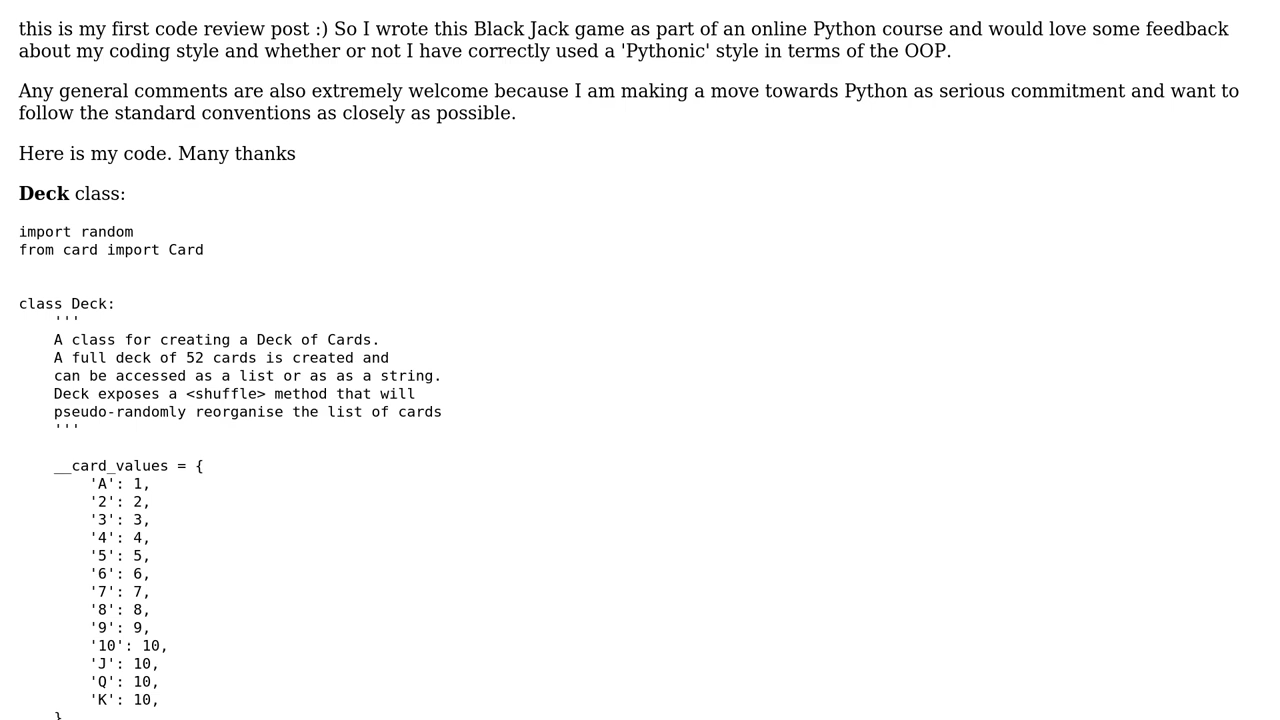 this is my first code review post :) So I wrote this Black Jack game as part of an online Python course and would love some feedback
about my coding style and whether or not I have correctly used a 'Pythonic' style in terms of the OOP.
Any general comments are also extremely welcome because I am making a move towards Python as serious commitment and want to
follow the standard conventions as closely as possible.
Here is my code. Many thanks
Deck class:
import random
from card import Card
class Deck:
    '''
    A class for creating a Deck of Cards.
    A full deck of 52 cards is created and
    can be accessed as a list or as as a string.
    Deck exposes a <shuffle> method that will
    pseudo-randomly reorganise the list of cards
    '''
    __card_values = {
        'A': 1,
        '2': 2,
        '3': 3,
        '4': 4,
        '5': 5,
        '6': 6,
        '7': 7,
        '8': 8,
        '9': 9,
        '10': 10,
        'J': 10,
        'Q': 10,
        'K': 10,
    }